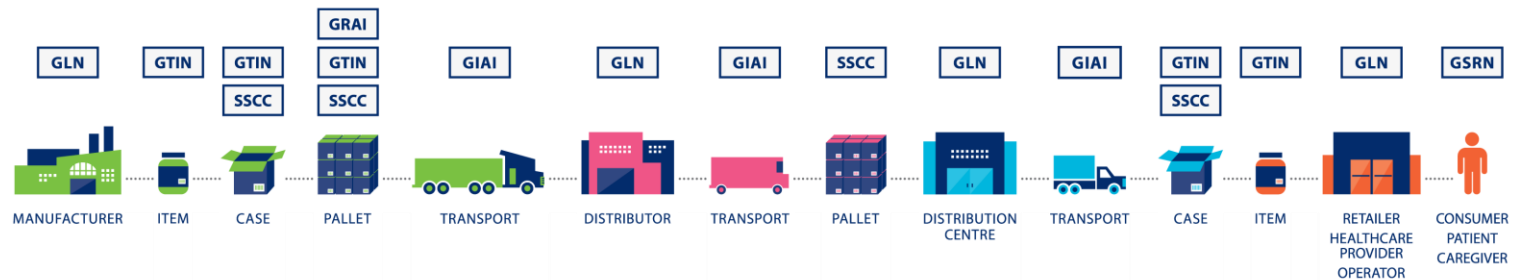 GRAI
GLN GTIN GTIN GTIN GIAI GLN GIAI SSCC GLN GIAI GTIN GTIN GLN GSRN
SSCC SSCC SSCC
MANUFACTURER ITEM CASE PALLET TRANSPORT DISTRIBUTOR TRANSPORT PALLET DISTRIBUTION TRANSPORT CASE ITEM RETAILER CONSUMER
CENTRE HEALTHCARE PATIENT
PROVIDER CAREGIVER
OPERATOR